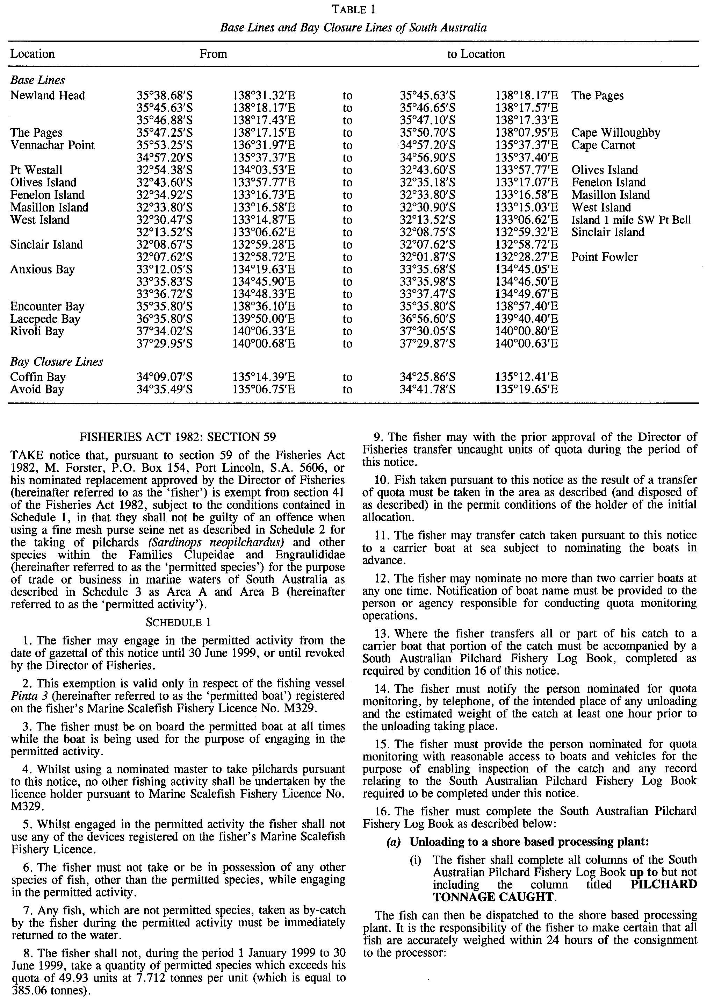 TABLE 1
Base Lines and Bay Closure Lines of South Australia
Location From to Location
Base Lines
Newland Head 35°38.68′S 138°31.32′E to 35°45.63′S 138°18.17′E The Pages
35°45.63′S 138°18.17′E to 35°46.65′S 138°17.57′E
35°46.88′S 138°17.43′E to 35°47.10′S 138°17.33′E
The Pages 35°47.25′S 138°17.15′E to 35°50.70′S 138°07.95′E Cape Willoughby
Vennachar Point 35°53.25′S 136°31.97′E to 34°57.20′S 135°37.37′E Cape Carnot
34°57.20′S 135°37.37′E to 34°56.90′S 135°37.40′E
Pt Westall 32°54.38′S 134°03.53′E to 32°43.60′S 133°57.77′E Olives Island
Olives Island 32°43.60′S 133°57.77′E to 32°35.18′S 133°17.07′E Fenelon Island
Fenelon Island 32°34.92′S 133°16.73′E to 32°33.80′S 133°16.58′E Masillon Island
Masillon Island 32°33.80′S 133°16.58′E to 32°30.90′S 133°15.03′E West Island
West Island 32°30.47′S 133°14.87′E to 32°13.52′S 133°06.62′E Island 1 mile SW Pt Bell
32°13.52′S 133°06.62′E to 32°08.75′S 132°59.32′E Sinclair Island
Sinclair Island 32°08.67′S 132°59.28′E to 32°07.62′S 132°58.72′E
32°07.62′S 132°58.72′E to 32°01.87′S 132°28.27′E Point Fowler
Anxious Bay 33°12.05′S 134°19.63′E to 33°35.68′S 134°45.05′E
33°35.83′S 134°45.90′E to 33°35.98′S 134°46.50′E
33°36.72′S 134°48.33′E to 33°37.47′S 134°49.67′E
Encounter Bay 35°35.80′S 138°36.10′E to 35°35.80′S 138°57.40′E
Lacepede Bay 36°35.80′S 139°50.00′E to 36°56.60′S 139°40.40′E
Rivoli Bay 37°34.02′S 140°06.33′E to 37°30.05′S 140°00.80′E
37°29.95′S 140°00.68′E to 37°29.87′S 140°00.63′E
Bay Closure Lines
Coffin Bay 34°09.07′S 135°14.39′E to 34°25.86′S 135°12.41′E
Avoid Bay 34°35.49′S 135°06.75′E to 34°41.78′S 135°19.65′E
FISHERIES ACT 1982: SECTION 59
TAKE notice that, pursuant to section 59 of the Fisheries Act
1982, M. Forster, P.O. Box 154, Port Lincoln, S.A. 5606, or
his nominated replacement approved by the Director of Fisheries
(hereinafter referred to as the ‘fisher’) is exempt from section 41
of the Fisheries Act 1982, subject to the conditions contained in
Schedule 1, in that they shall not be guilty of an offence when
using a fine mesh purse seine net as described in Schedule 2 for
the taking of pilchards (Sardinops neopilchardus) and other
species within the Families Clupeidae and Engraulididae
(hereinafter referred to as the ‘permitted species’) for the purpose
of trade or business in marine waters of South Australia as
described in Schedule 3 as Area A and Area B (hereinafter
referred to as the ‘permitted activity’).
SCHEDULE 1
1. The fisher may engage in the permitted activity from the
date of gazettal of this notice until 30 June 1999, or until revoked
by the Director of Fisheries.
2. This exemption is valid only in respect of the fishing vessel
Pinta 3 (hereinafter referred to as the ‘permitted boat’) registered
on the fisher’s Marine Scalefish Fishery Licence No. M329.
3. The fisher must be on board the permitted boat at all times
while the boat is being used for the purpose of engaging in the
permitted activity.
4. Whilst using a nominated master to take pilchards pursuant
to this notice, no other fishing activity shall be undertaken by the
licence holder pursuant to Marine Scalefish Fishery Licence No.
M329.
5. Whilst engaged in the permitted activity the fisher shall not
use any of the devices registered on the fisher’s Marine Scalefish
Fishery Licence.
6. The fisher must not take or be in possession of any other
species of fish, other than the permitted species, while engaging
in the permitted activity.
7. Any fish, which are not permitted species, taken as by-catch
by the fisher during the permitted activity must be immediately
returned to the water.
8. The fisher shall not, during the period 1 January 1999 to 30
June 1999, take a quantity of permitted species which exceeds his
quota of 49.93 units at 7.712 tonnes per unit (which is equal to
385.06 tonnes).
9. The fisher may with the prior approval of the Director of
Fisheries transfer uncaught units of quota during the period of
this notice.
10. Fish taken pursuant to this notice as the result of a transfer
of quota must be taken in the area as described (and disposed of
as described) in the permit conditions of the holder of the initial
allocation.
11. The fisher may transfer catch taken pursuant to this notice
to a carrier boat at sea subject to nominating the boats in
advance.
12. The fisher may nominate no more than two carrier boats at
any one time. Notification of boat name must be provided to the
person or agency responsible for conducting quota monitoring
operations.
13. Where the fisher transfers all or part of his catch to a
carrier boat that portion of the catch must be accompanied by a
South Australian Pilchard Fishery Log Book, completed as
required by condition 16 of this notice.
14. The fisher must notify the person nominated for quota
monitoring, by telephone, of the intended place of any unloading
and the estimated weight of the catch at least one hour prior to
the unloading taking place.
15. The fisher must provide the person nominated for quota
monitoring with reasonable access to boats and vehicles for the
purpose of enabling inspection of the catch and any record
relating to the South Australian Pilchard Fishery Log Book
required to be completed under this notice.
16. The fisher must complete the South Australian Pilchard
Fishery Log Book as described below:
(a) Unloading to a shore based processing plant:
(i) The fisher shall complete all columns of the South
Australian Pilchard Fishery Log Book up to but not
including the column titled PILCHARD
TONNAGE CAUGHT.
The fish can then be dispatched to the shore based processing
plant. It is the responsibility of the fisher to make certain that all
fish are accurately weighed within 24 hours of the consignment
to the processor: